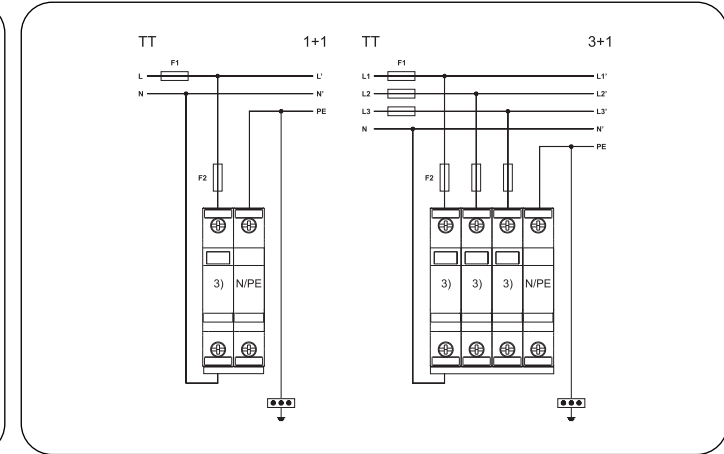 TT 1+1
F1
L L'
N N'
PE
F2
3) N/PE
TT 3+1
F1
L1 L1'
L2 L2'
L3 L3'
N N'
PE
F2
3) 3) 3) N/PE